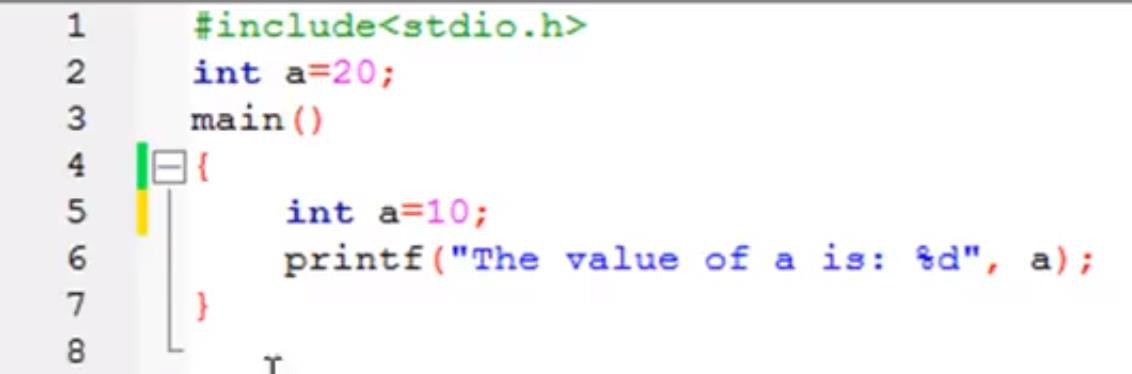 1 #include<stdio.h>
2 int a=20;
3 main()
4 {
5 int a=10;
6 printf("The value of a is: %d", a);
7 }
8